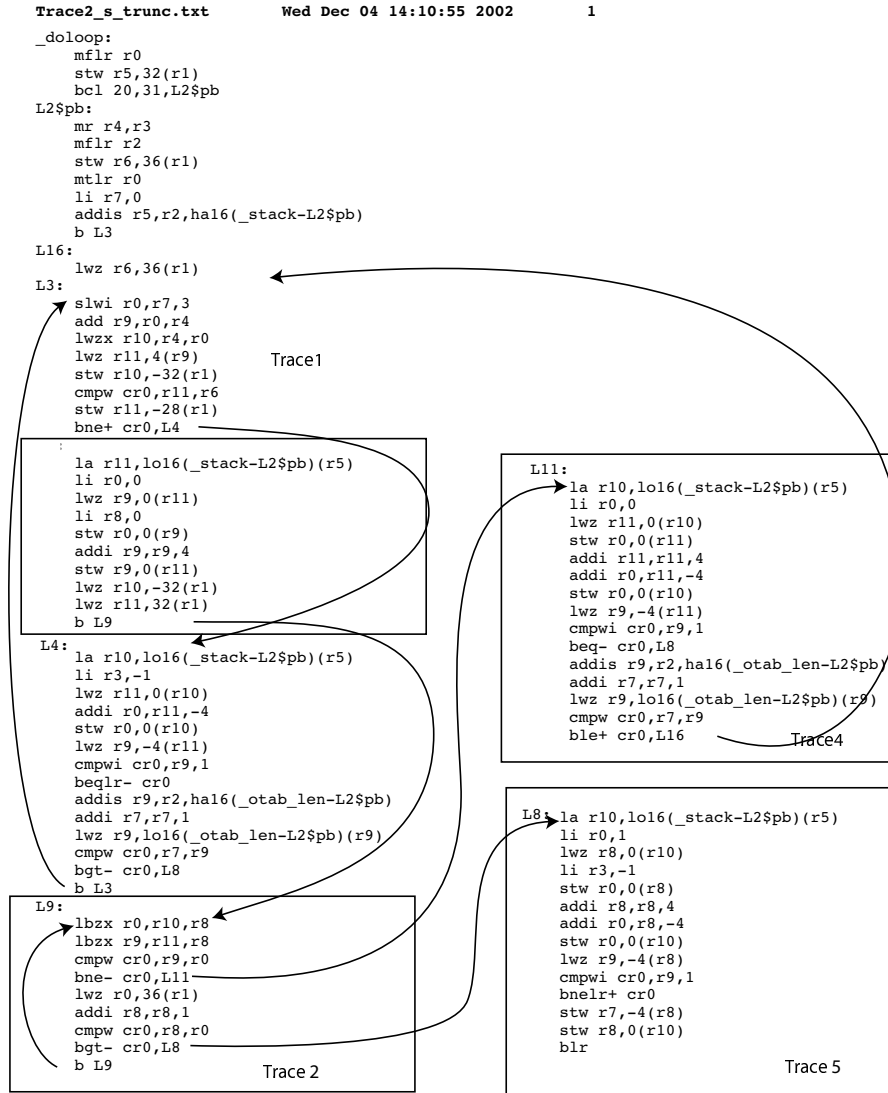 Trace2_s_trunc.txt Wed Dec 04 14:10:55 2002 1
_doloop:
mflr r0
stw r5,32(r1)
bcl 20,31,L2$pb
L2$pb:
mr r4,r3
mflr r2
stw r6,36(r1)
mtlr r0
li r7,0
addis r5,r2,ha16(_stack-L2$pb)
b L3
L16:
lwz r6,36(r1)
L3:
slwi r0,r7,3
add r9,r0,r4
lwzx r10,r4,r0
lwz r11,4(r9)
stw r10,-32(r1)
cmpw cr0,r11,r6
stw r11,-28(r1)
bne+ cr0,L4
Trace1
la r11,lo16(_stack-L2$pb)(r5)
li r0,0
lwz r9,0(r11)
li r8,0
stw r0,0(r9)
addi r9,r9,4
stw r9,0(r11)
lwz r10,-32(r1)
lwz r11,32(r1)
b L9
L4:
la r10,lo16(_stack-L2$pb)(r5)
li r3,-1
lwz r11,0(r10)
addi r0,r11,-4
stw r0,0(r10)
lwz r9,-4(r11)
cmpwi cr0,r9,1
beqlr- cr0
addis r9,r2,ha16(_otab_len-L2$pb)
addi r7,r7,1
lwz r9,lo16(_otab_len-L2$pb)(r9)
cmpw cr0,r7,r9
bgt- cr0,L8
b L3
L9:
lbzx r0,r10,r8
lbzx r9,r11,r8
cmpw cr0,r9,r0
bne- cr0,L11
lwz r0,36(r1)
addi r8,r8,1
cmpw cr0,r8,r0
bgt- cr0,L8
b L9
Trace 2
L11:
la r10,lo16(_stack-L2$pb)(r5)
li r0,0
lwz r11,0(r10)
stw r0,0(r11)
addi r11,r11,4
addi r0,r11,-4
stw r0,0(r10)
lwz r9,-4(r11)
cmpwi cr0,r9,1
beq- cr0,L8
addis r9,r2,ha16(_otab_len-L2$pb)
addi r7,r7,1
lwz r9,lo16(_otab_len-L2$pb)(r9)
cmpw cr0,r7,r9
ble+ cr0,L16
Trace4
L8: la r10,lo16(_stack-L2$pb)(r5)
li r0,1
lwz r8,0(r10)
li r3,-1
stw r0,0(r8)
addi r8,r8,4
addi r0,r8,-4
stw r0,0(r10)
lwz r9,-4(r8)
cmpwi cr0,r9,1
bnelr+ cr0
stw r7,-4(r8)
stw r8,0(r10)
blr
Trace 5